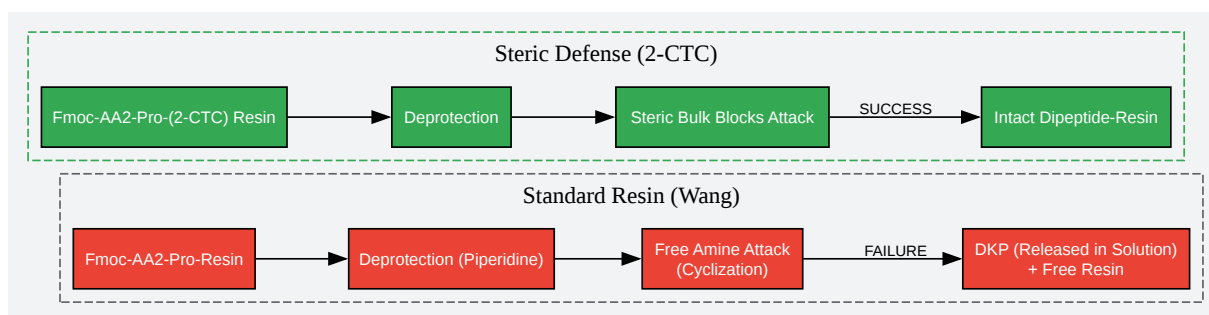 Steric Defense (2-CTC)
Fmoc-AA2-Pro-(2-CTC) Resin
Deprotection
Steric Bulk Blocks Attack
SUCCESS
Intact Dipeptide-Resin
Standard Resin (Wang)
Fmoc-AA2-Pro-Resin
Deprotection (Piperidine)
Free Amine Attack
(Cyclization)
FAILURE
DKP (Released in Solution)
+ Free Resin